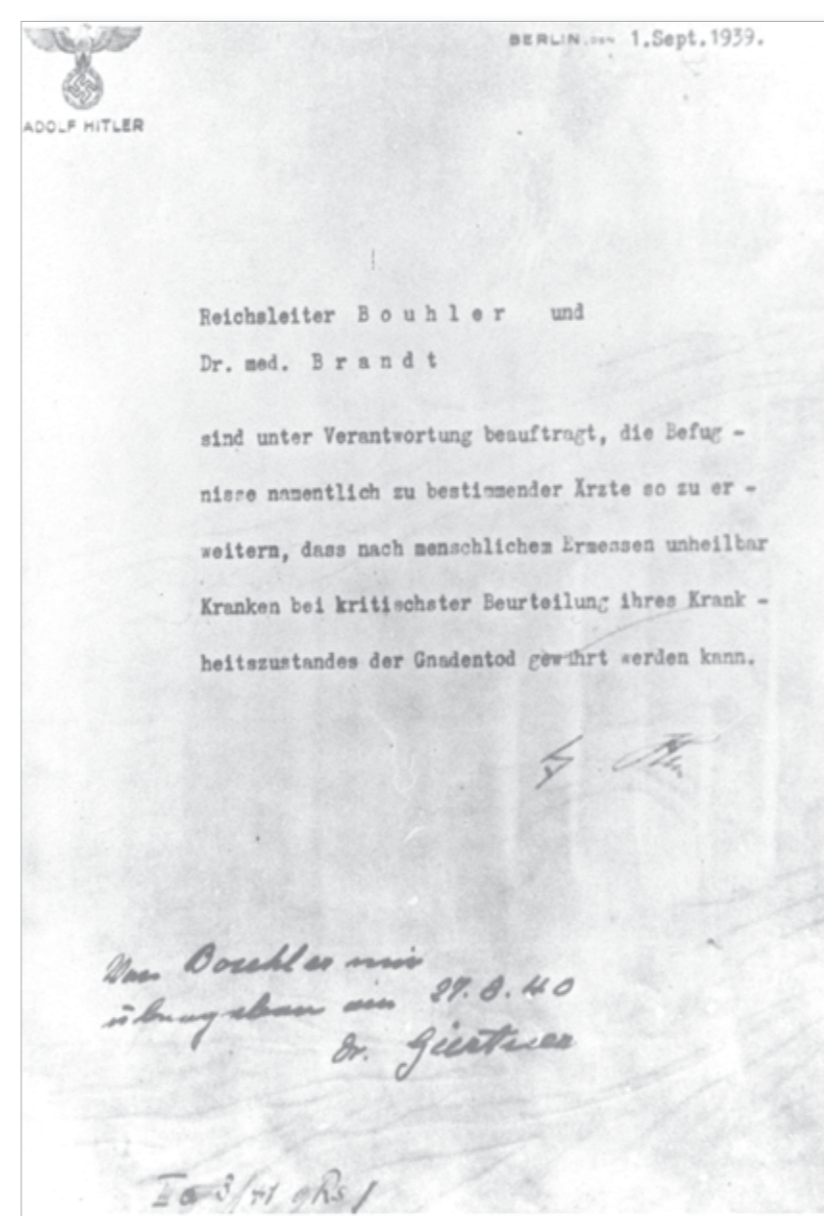 BERLIN, DEN 1.Sept.1939.
ADOLF HITLER
Reichsleiter B o u h l e r und
Dr. med. B r a n d t
sind unter Verantwortung beauftragt, die Befug -
nisse namentlich zu bestimmender Ärzte so zu er -
weitern, dass nach menschlichem Ermessen unheilbar
Kranken bei kritischster Beurteilung ihres Krank -
heitszustandes der Gnadentod gewährt werden kann.
Von Bouhler mir
übergeben am 27.8.40
Dr. Gürtner